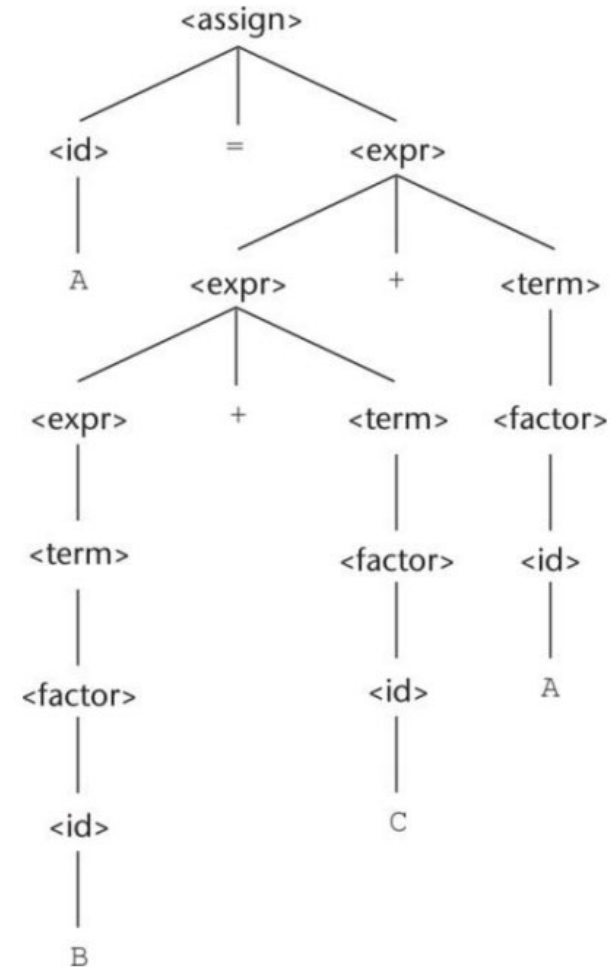 <assign>
<id> = <expr>
A <expr> + <term>
<expr> + <term> <factor>
<term> <factor> <id>
<factor> <id> A
<id> C
B